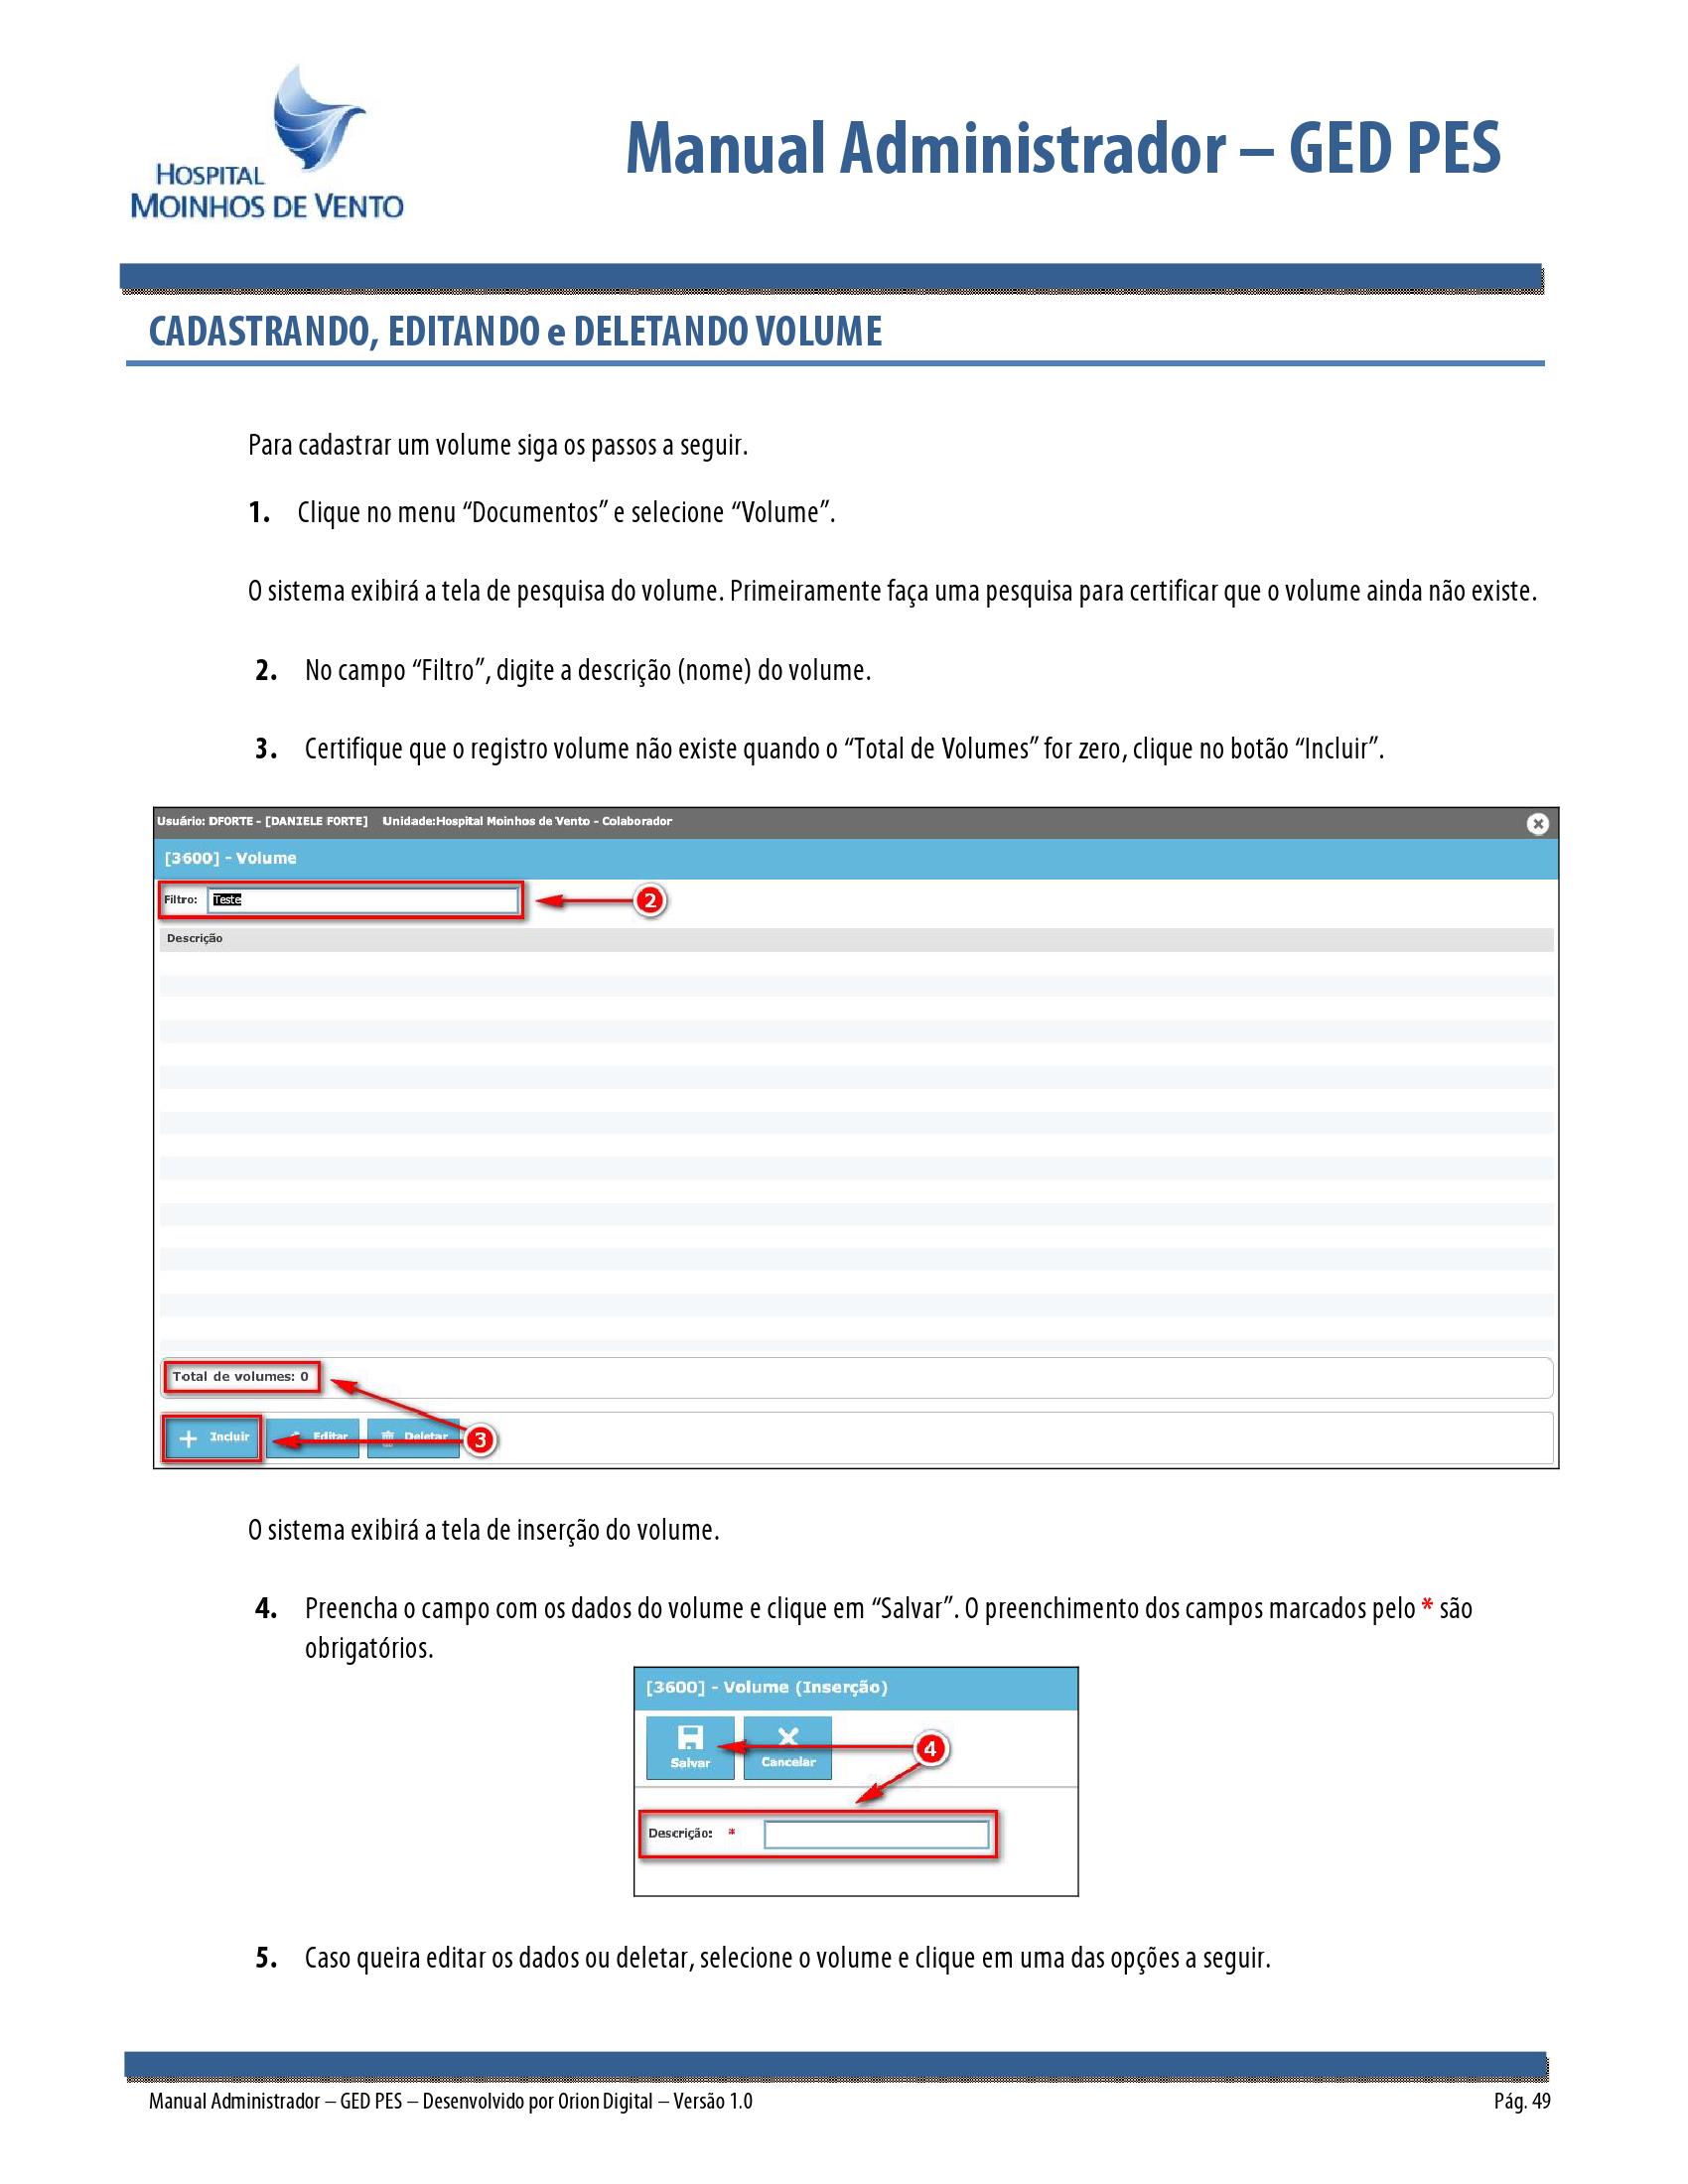 HOSPITAL
MOINHOS DE VENTO
Manual Administrador – GED PES
CADASTRANDO, EDITANDO e DELETANDO VOLUME
Para cadastrar um volume siga os passos a seguir.
1. Clique no menu “Documentos” e selecione “Volume”.
O sistema exibirá a tela de pesquisa do volume. Primeiramente faça uma pesquisa para certificar que o volume ainda não existe.
2. No campo “Filtro”, digite a descrição (nome) do volume.
3. Certifique que o registro volume não existe quando o “Total de Volumes” for zero, clique no botão “Incluir”.
Usuário: DFORTE - [DANIELE FORTE] Unidade:Hospital Moinhos de Vento - Colaborador
[3600] - Volume
Filtro: Teste 2
Descrição
Total de volumes: 0
Incluir Editar Deletar 3
O sistema exibirá a tela de inserção do volume.
4. Preencha o campo com os dados do volume e clique em “Salvar”. O preenchimento dos campos marcados pelo * são
obrigatórios.
[3600] - Volume (Inserção)
Salvar Cancelar 4
Descrição: *
5. Caso queira editar os dados ou deletar, selecione o volume e clique em uma das opções a seguir.
Manual Administrador – GED PES – Desenvolvido por Orion Digital – Versão 1.0 Pág. 49